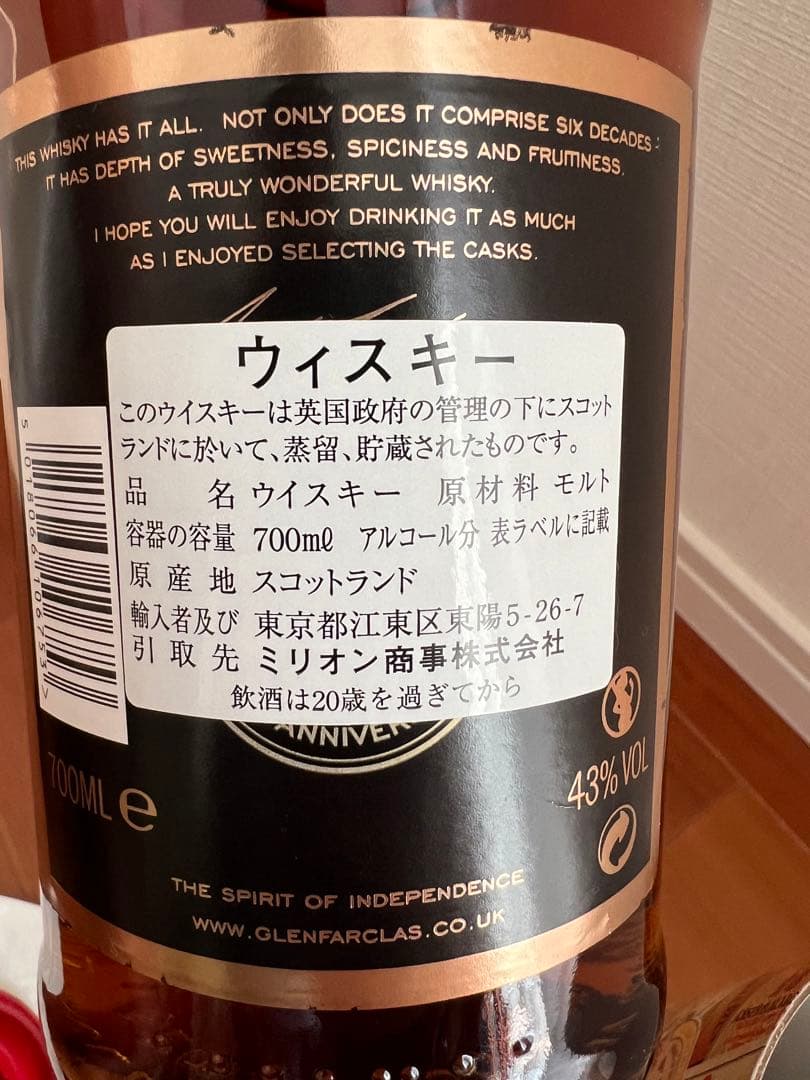 THIS WHISKY HAS IT ALL. NOT ONLY DOES IT COMPRISE SIX DECADES
IT HAS DEPTH OF SWEETNESS, SPICINESS AND FRUITINESS.
A TRULY WONDERFUL WHISKY.
I HOPE YOU WILL ENJOY DRINKING IT AS MUCH
AS I ENJOYED SELECTING THE CASKS.
ウィスキー
このウイスキーは英国政府の管理の下にスコット
ランドに於いて、蒸留、貯蔵されたものです。
品 名 ウイスキー 原材料 モルト
容器の容量 700mℓ アルコール分 表ラベルに記載
原産地 スコットランド
輸入者及び 東京都江東区東陽5-26-7
引取先 ミリオン商事株式会社
飲酒は20歳を過ぎてから
5 018066 106753 >
ANNIVER
700ML e
43% VOL
THE SPIRIT OF INDEPENDENCE
WWW.GLENFARCLAS.CO.UK